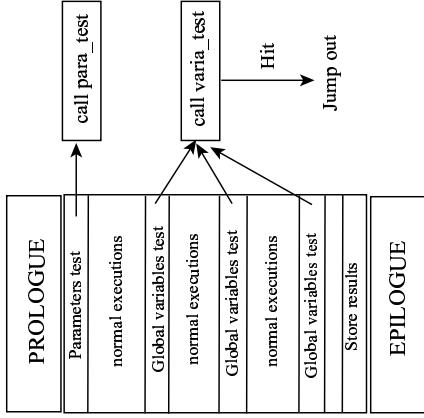 PROLOGUE
Parameters test
normal executions
Global variables test
normal executions
Global variables test
normal executions
Global variables test
Store results
EPILOGUE
call para_test
call varia_test
Hit
Jump out